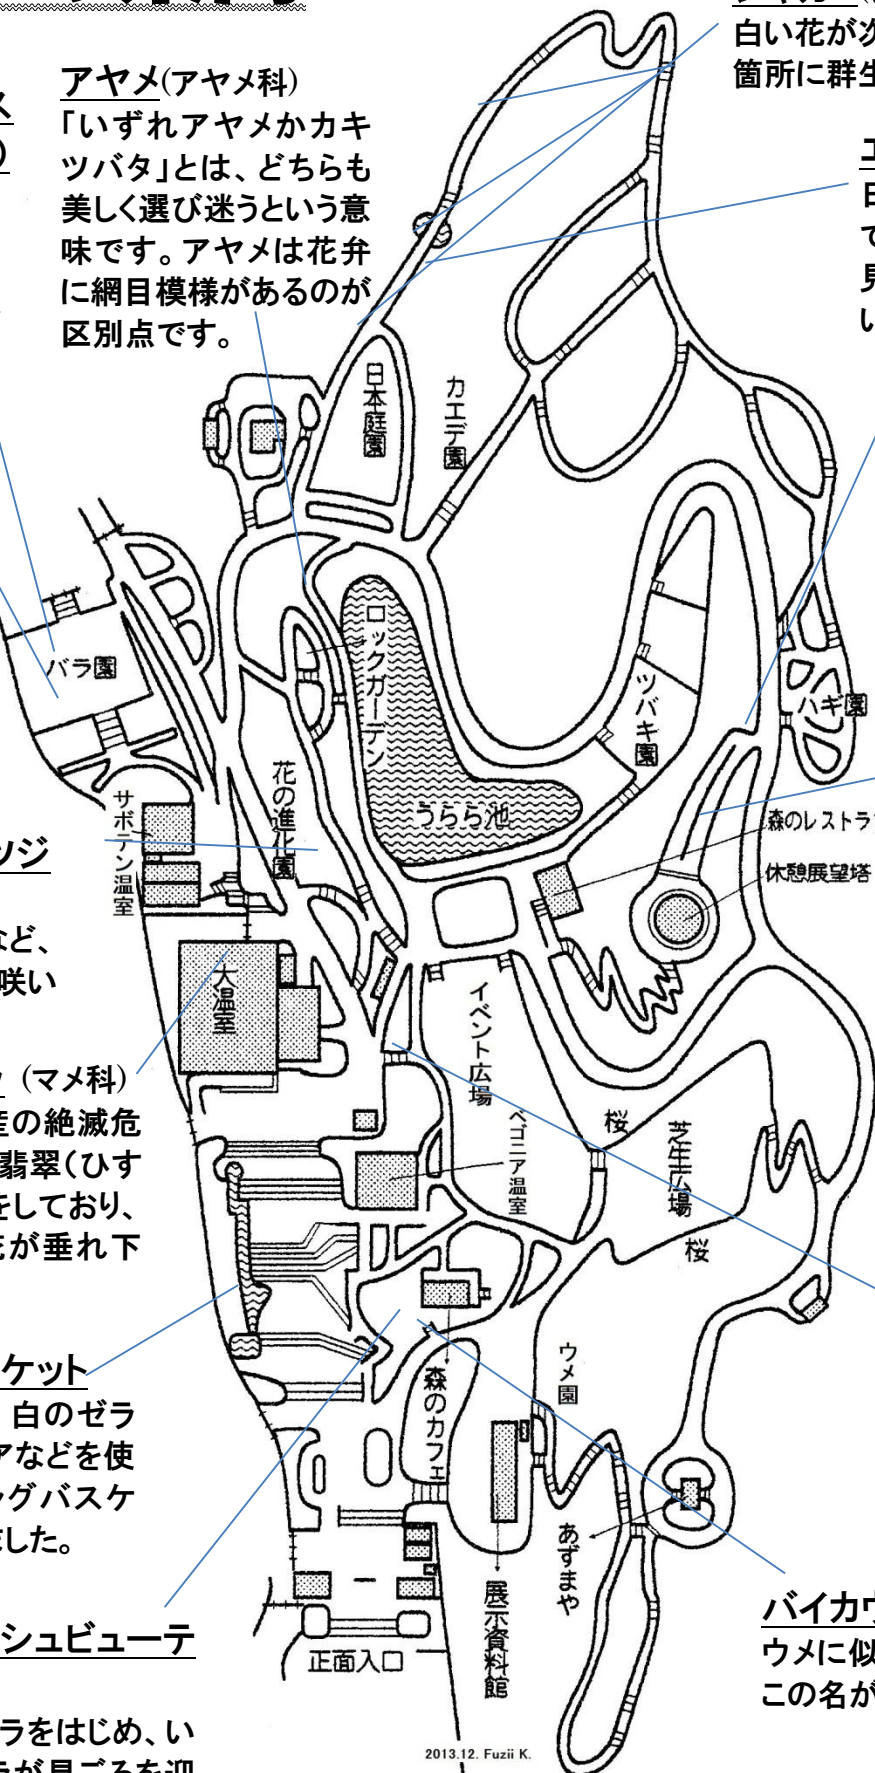 アヤメ(アヤメ科)
「いずれアヤメかカキ
ツバタ」とは、どちらも
美しく選び迷うという意
味です。アヤメは花弁
に網目模様があるのが
区別点です。
白い花が次
箇所に群生
日本庭園
カエデ園
バラ園
ロックガーデン
ツバキ園
ハギ園
花の進化園
うらら池
サボテン温室
森のレストラ
休憩展望塔
ッジ
など、
咲い
大温室
イベント広場
(マメ科)
産の絶滅危
翡翠(ひす
をしており、
花が垂れ下
ベゴニア温室
桜
芝生広場
桜
ケット
白のゼラ
アなどを使
グバスケ
ました。
ウメ園
森のカフェ
あずまや
展示資料館
正面入口
シュビューテ
ラをはじめ、い
バイカウ
ウメに似
この名が
2013.12. Fuzii K.